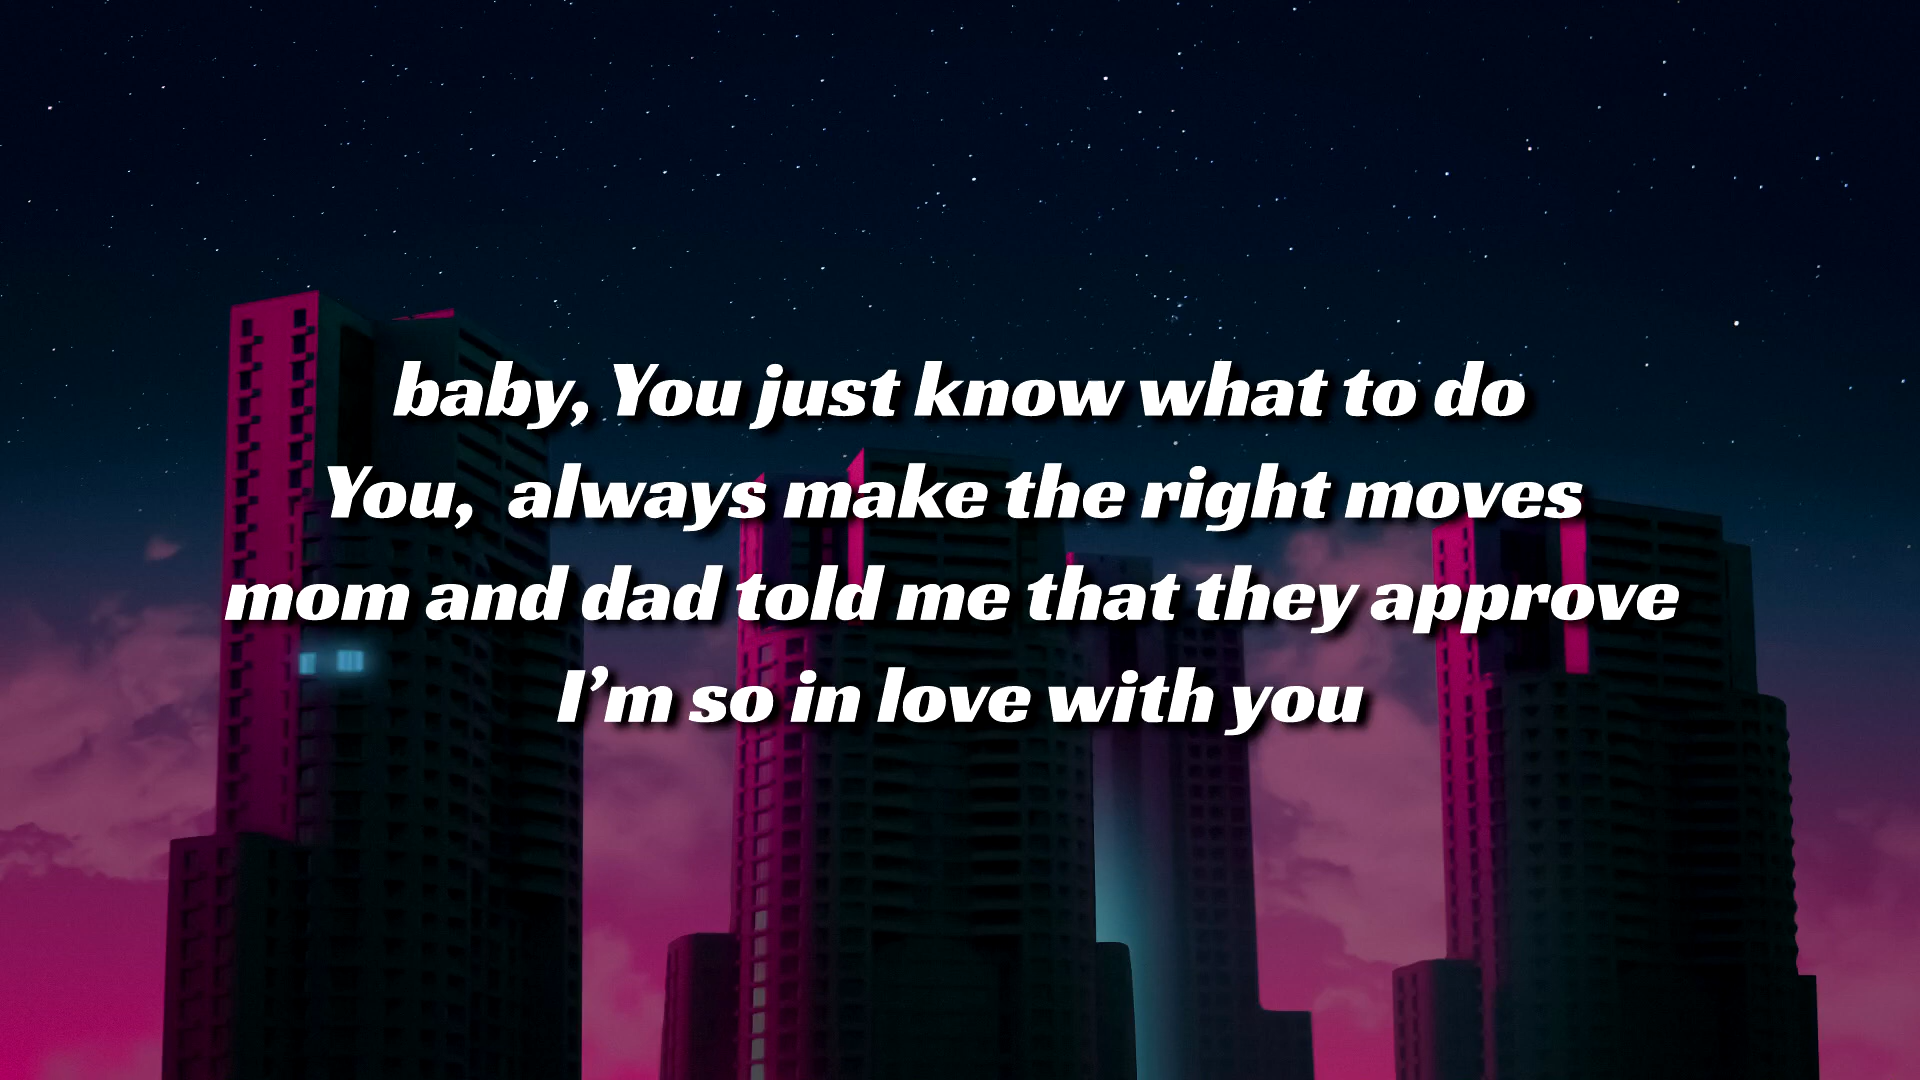 baby, You just know what to do
You,  always make the right moves
mom and dad told me that they approve
I’m so in love with you